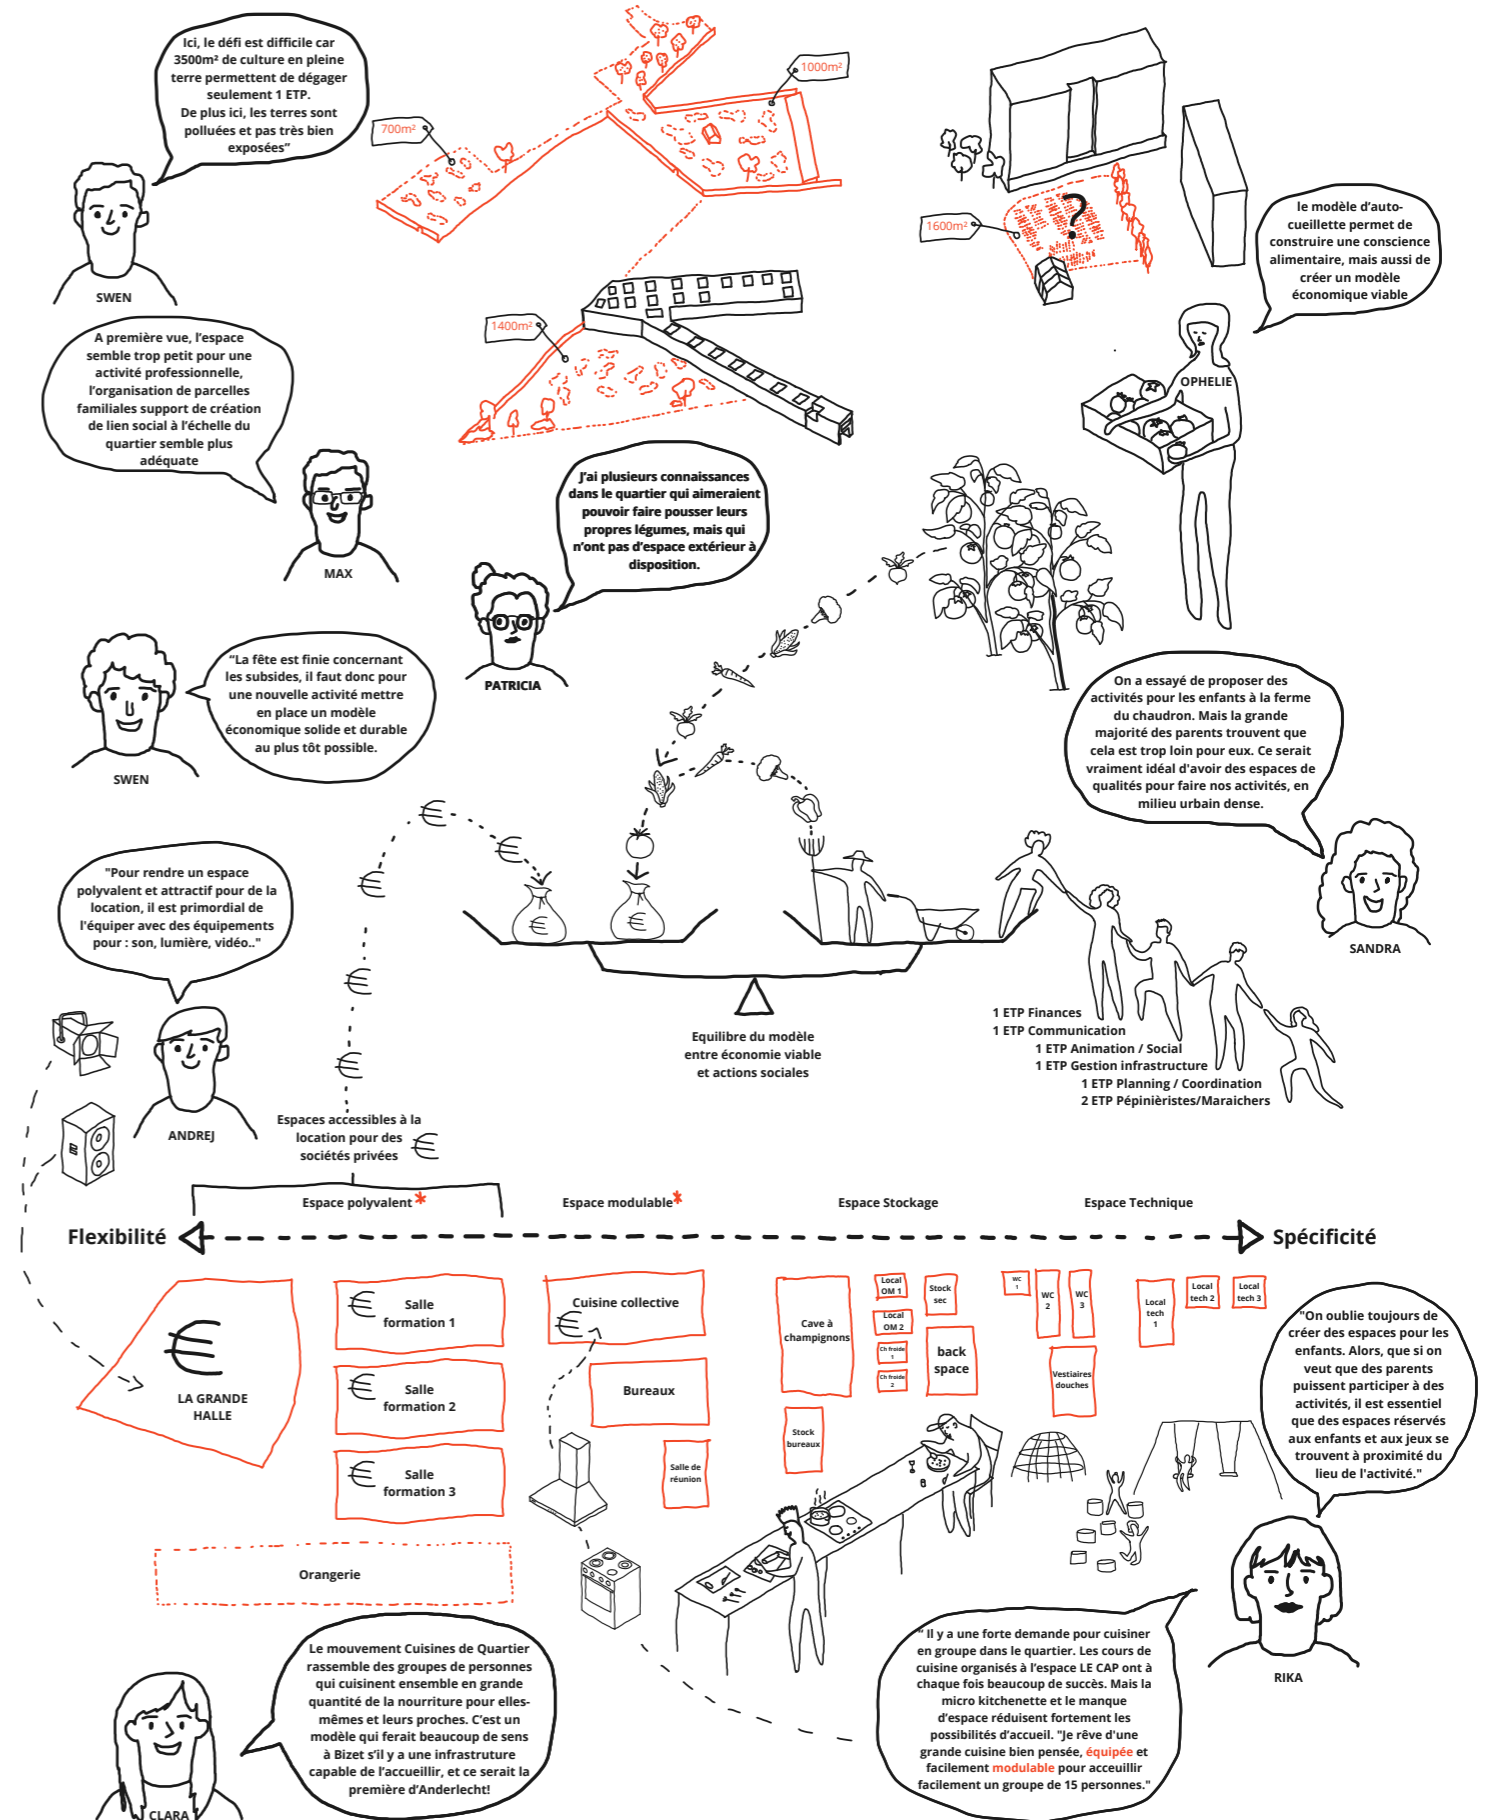 Ici, le défi est difficile car
3500m² de culture en pleine
terre permettent de dégager
seulement 1 ETP.
De plus ici, les terres sont
polluées et pas très bien
exposées”
SWEN
700m²
1000m²
1600m²
?
1400m²
le modèle d’auto-
cueillette permet de
construire une conscience
alimentaire, mais aussi de
créer un modèle
économique viable
OPHELIE
A première vue, l’espace
semble trop petit pour une
activité professionnelle,
l’organisation de parcelles
familiales support de création
de lien social à l’échelle du
quartier semble plus
adéquate
MAX
J’ai plusieurs connaissances
dans le quartier qui aimeraient
pouvoir faire pousser leurs
propres légumes, mais qui
n’ont pas d’espace extérieur à
disposition.
PATRICIA
“La fête est finie concernant
les subsides, il faut donc pour
une nouvelle activité mettre
en place un modèle
économique solide et durable
au plus tôt possible.
SWEN
On a essayé de proposer des
activités pour les enfants à la ferme
du chaudron. Mais la grande
majorité des parents trouvent que
cela est trop loin pour eux. Ce serait
vraiment idéal d'avoir des espaces de
qualités pour faire nos activités, en
milieu urbain dense.
SANDRA
"Pour rendre un espace
polyvalent et attractif pour de la
location, il est primordial de
l'équiper avec des équipements
pour : son, lumière, vidéo.."
ANDREJ
€
€
€
€
€
€
€
Equilibre du modèle
entre économie viable
et actions sociales
1 ETP Finances
1 ETP Communication
1 ETP Animation / Social
1 ETP Gestion infrastructure
1 ETP Planning / Coordination
2 ETP Pépinièristes/Maraichers
Espaces accessibles à la
location pour des
sociétés privées €
Espace polyvalent *
Espace modulable*
Espace Stockage
Espace Technique
Flexibilité
Spécificité
€
LA GRANDE
HALLE
€ Salle
formation 1
€ Salle
formation 2
€ Salle
formation 3
Orangerie
Cuisine collective
€
Bureaux
Salle de
réunion
Cave à
champignons
Local
OM 1
Local
OM 2
Ch froide
1
Ch froide
2
Stock
sec
back
space
Stock
bureaux
WC
1
WC
2
WC
3
Vestiaires
douches
Local
tech
1
Local
tech 2
Local
tech 3
"On oublie toujours de
créer des espaces pour les
enfants. Alors, que si on
veut que des parents
puissent participer à des
activités, il est essentiel
que des espaces réservés
aux enfants et aux jeux se
trouvent à proximité du
lieu de l'activité."
RIKA
Le mouvement Cuisines de Quartier
rassemble des groupes de personnes
qui cuisinent ensemble en grande
quantité de la nourriture pour elles-
mêmes et leurs proches. C’est un
modèle qui ferait beaucoup de sens
à Bizet s’il y a une infrastruture
capable de l’accueillir, et ce serait la
première d’Anderlecht!
CLARA
“ Il y a une forte demande pour cuisiner
en groupe dans le quartier. Les cours de
cuisine organisés à l’espace LE CAP ont à
chaque fois beaucoup de succès. Mais la
micro kitchenette et le manque
d’espace réduisent fortement les
possibilités d’accueil. "Je rêve d'une
grande cuisine bien pensée, équipée et
facilement modulable pour acceuillir
facilement un groupe de 15 personnes."